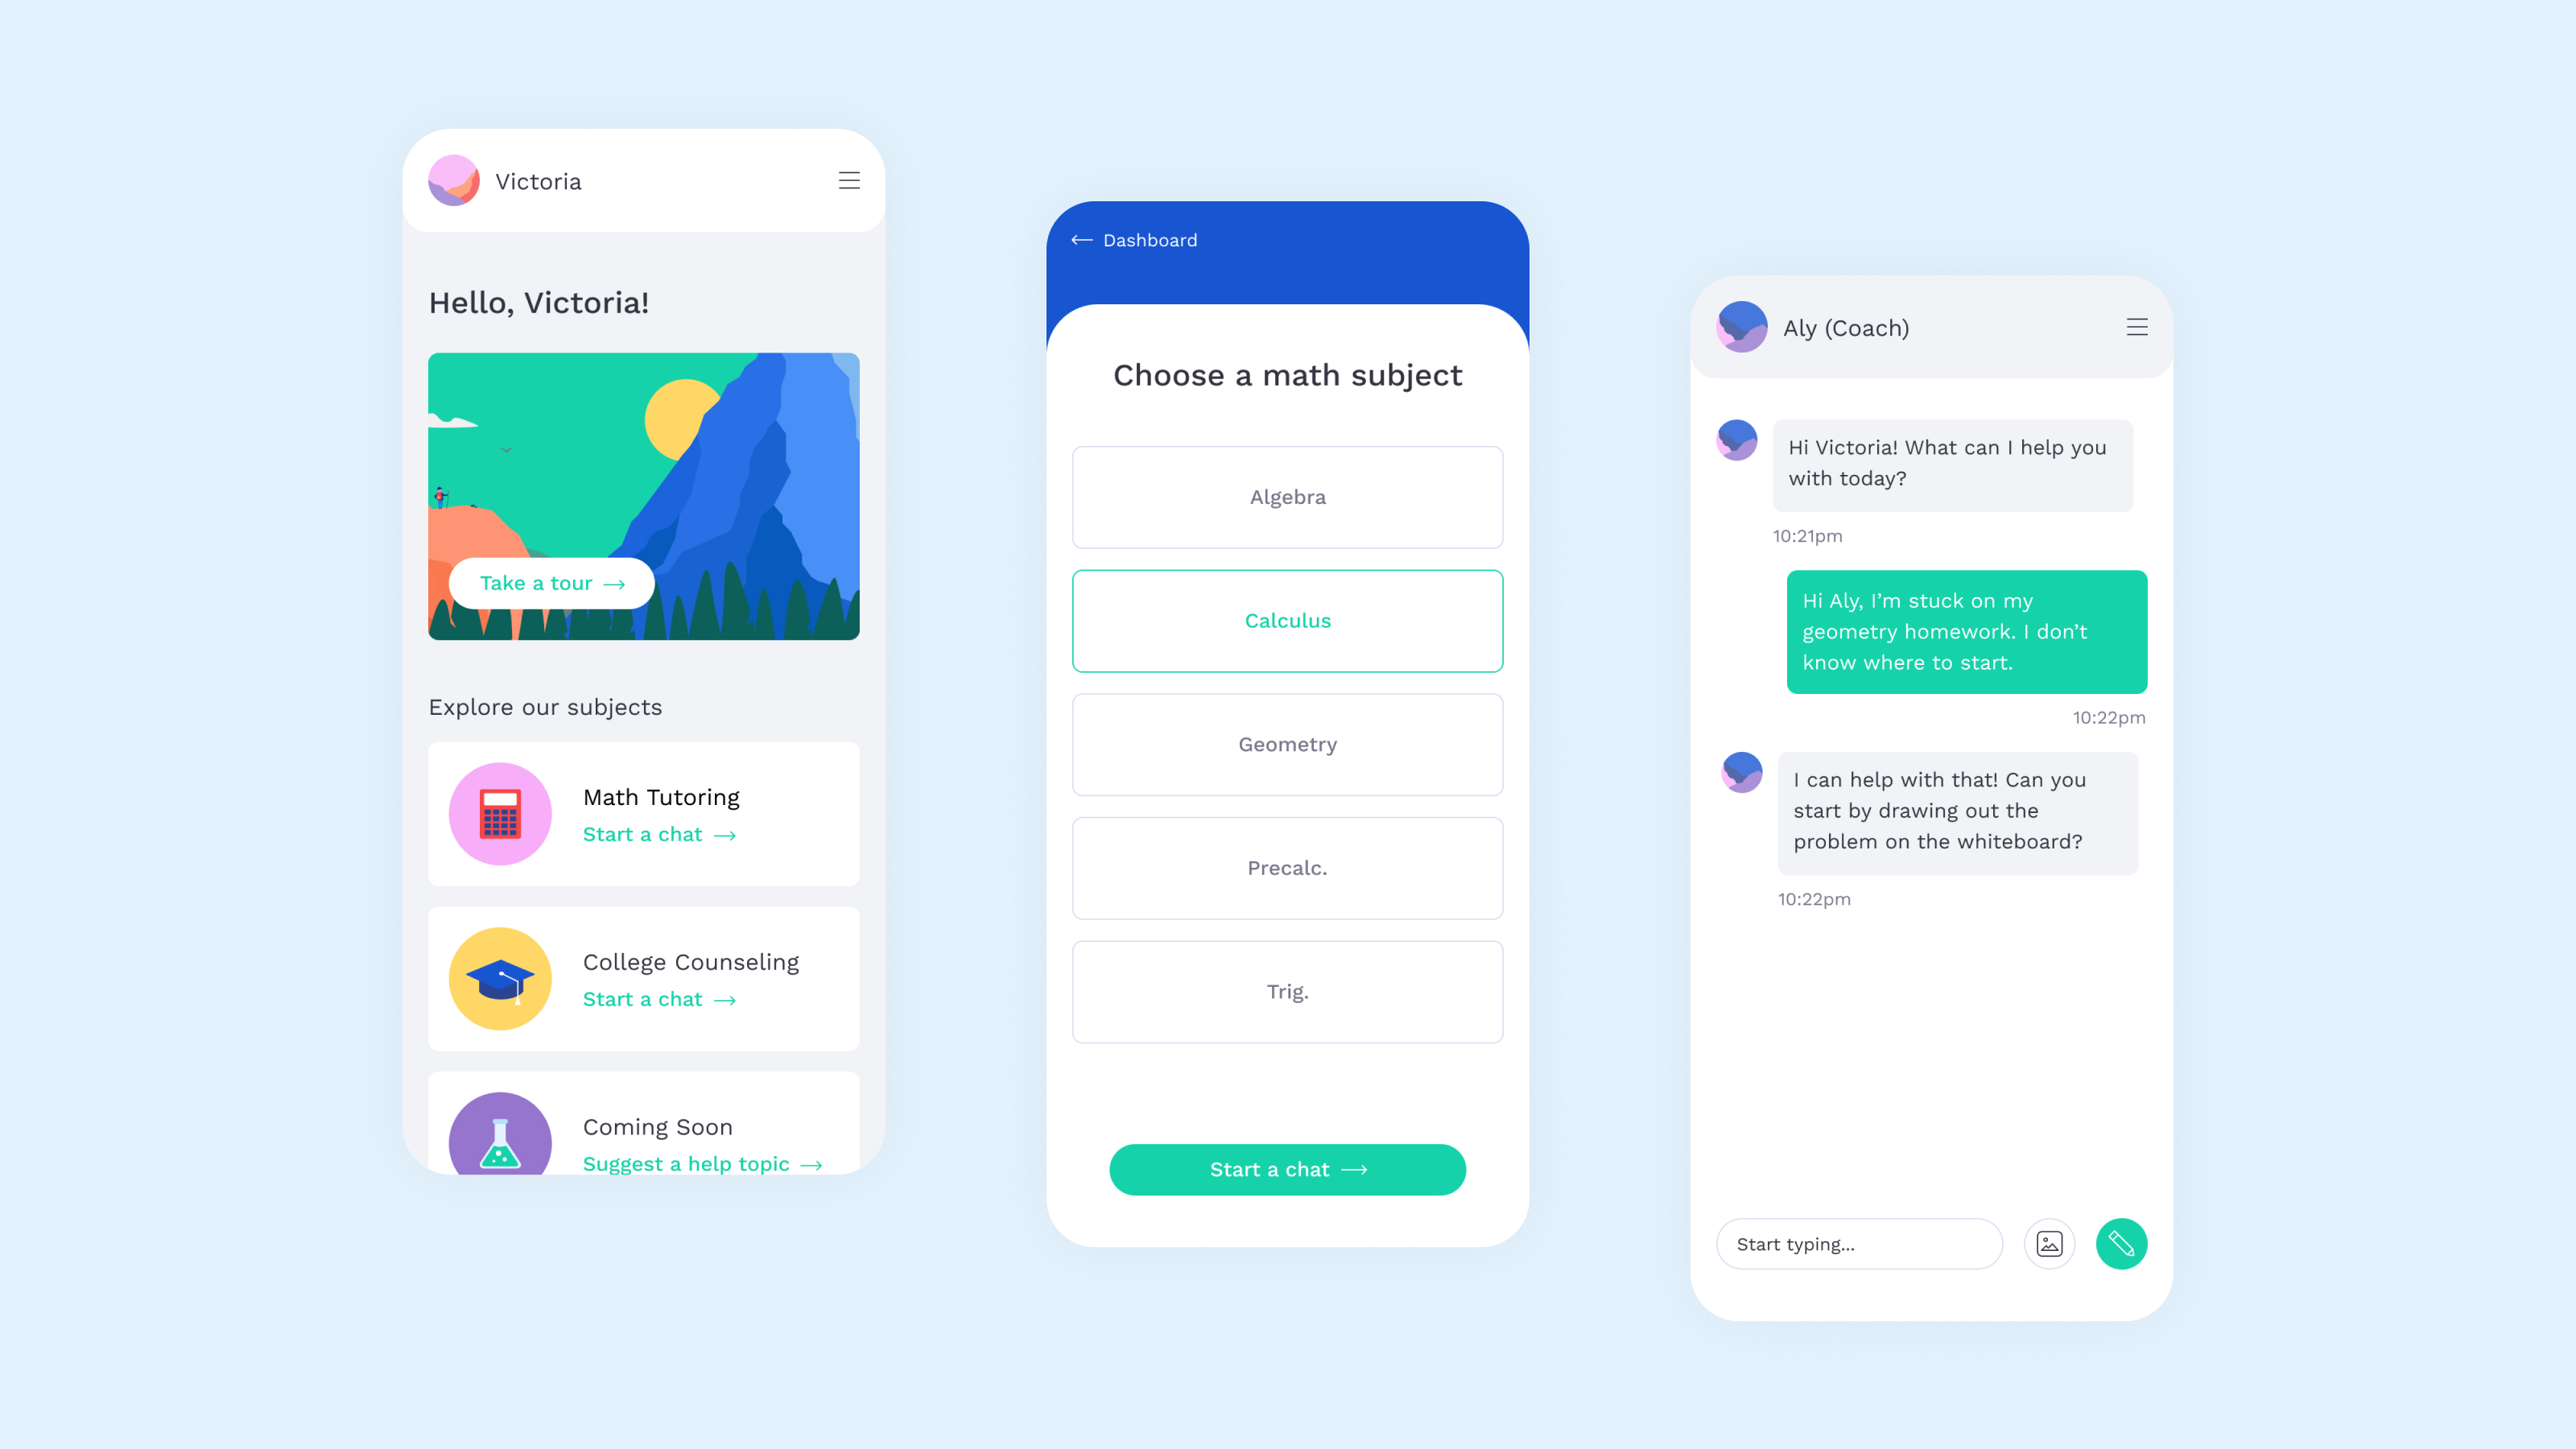 Victoria
Hello, Victoria!
Take a tour
Explore our subjects
Math Tutoring
Start a chat
College Counseling
Start a chat
Coming Soon
Suggest a help topic
Dashboard
Choose a math subject
Algebra
Calculus
Geometry
Precalc.
Trig.
Start a chat
Aly (Coach)
Hi Victoria! What can I help you
with today?
10:21pm
Hi Aly, I’m stuck on my
geometry homework. I don’t
know where to start.
10:22pm
I can help with that! Can you
start by drawing out the
problem on the whiteboard?
10:22pm
Start typing...